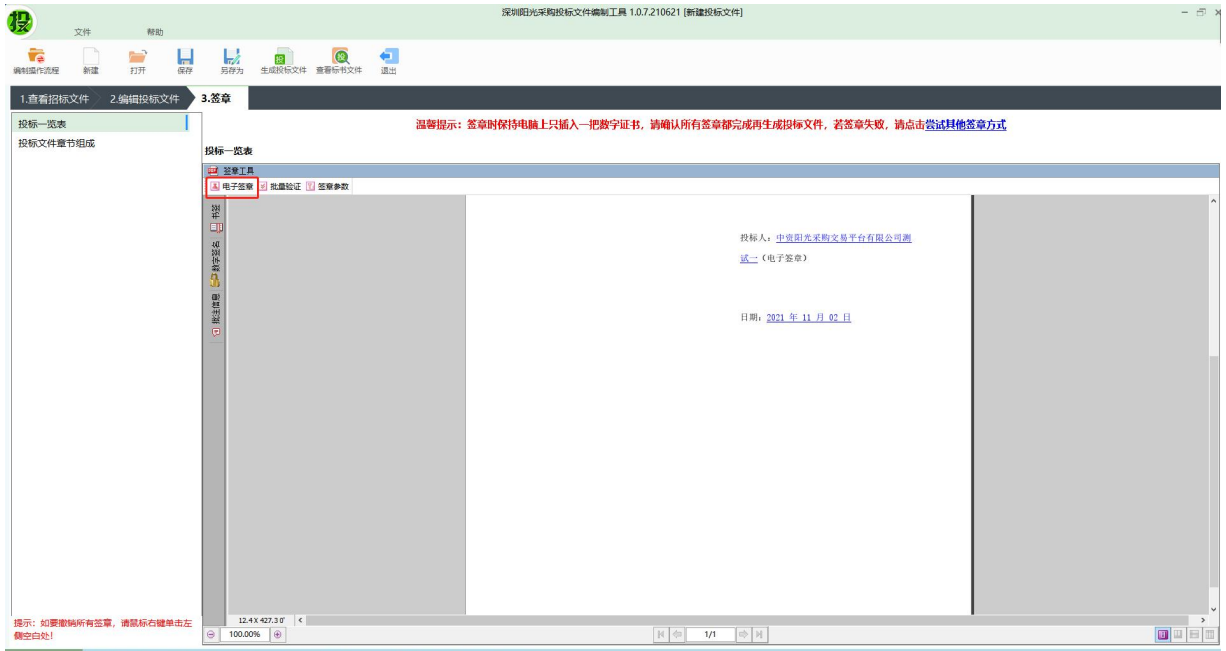 深圳阳光采购投标文件编制工具 1.0.7.210621 [新建投标文件]
投
文件 帮助
编制操作流程 新建 打开 保存 另存为 生成投标文件 查看标书文件 退出
1.查看招标文件 2.编辑投标文件 3.签章
投标一览表
投标文件章节组成
温馨提示：签章时保持电脑上只插入一把数字证书，请确认所有签章都完成再生成投标文件，若签章失败，请点击尝试其他签章方式
投标一览表
签章工具
电子签章 批量验证 签章参数
书签
数字签名
批注信息
投标人：中资阳光采购交易平台有限公司测
试一（电子签章）
日期：2021 年 11 月 02 日
提示：如要撤销所有签章，请鼠标右键单击左
侧空白处！
12.4 X 427.3 0'
100.00%
1/1